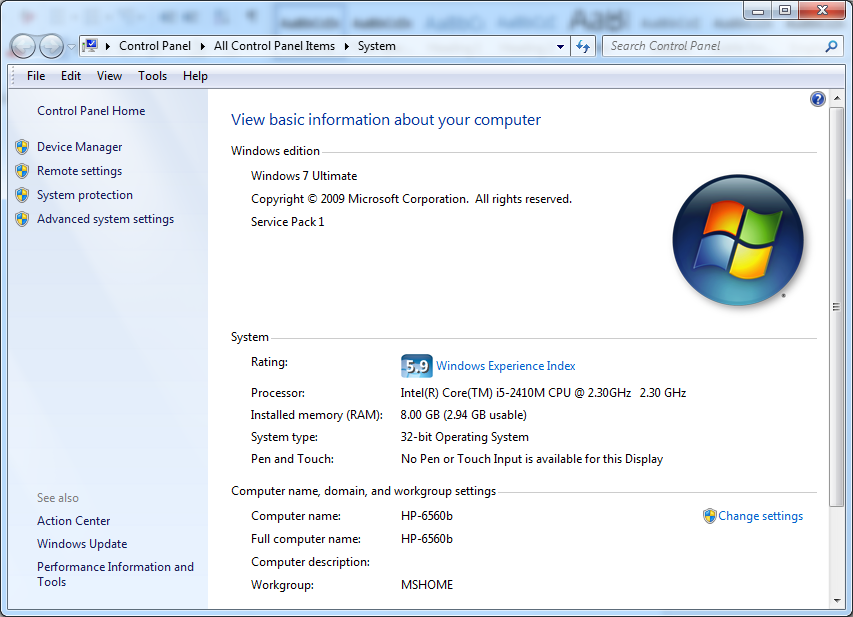 Control Panel All Control Panel Items System
Search Control Panel
File Edit View Tools Help
Control Panel Home
Device Manager
Remote settings
System protection
Advanced system settings
See also
Action Center
Windows Update
Performance Information and
Tools
View basic information about your computer
Windows edition
Windows 7 Ultimate
Copyright © 2009 Microsoft Corporation. All rights reserved.
Service Pack 1
System
Rating: 5.9 Windows Experience Index
Processor: Intel(R) Core(TM) i5-2410M CPU @ 2.30GHz 2.30 GHz
Installed memory (RAM): 8.00 GB (2.94 GB usable)
System type: 32-bit Operating System
Pen and Touch: No Pen or Touch Input is available for this Display
Computer name, domain, and workgroup settings
Computer name: HP-6560b Change settings
Full computer name: HP-6560b
Computer description:
Workgroup: MSHOME